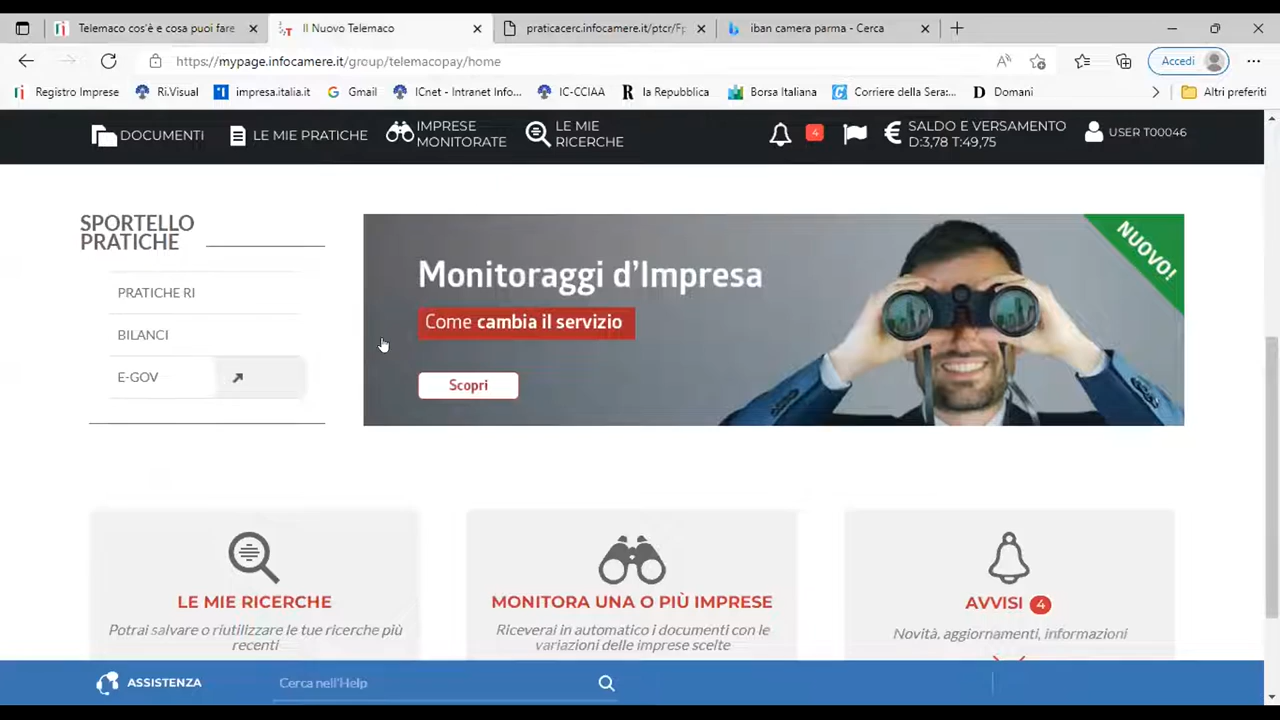 Telemaco cos'è e cosa puoi fare
Il Nuovo Telemaco
praticacerc.infocamere.it/ptcr/Fp
iban camera parma - Cerca
https://mypage.infocamere.it/group/telemacopay/home
Accedi
Registro Imprese
Ri.Visual
impresa.italia.it
Gmail
ICnet - Intranet Info...
IC-CCIAA
la Repubblica
Borsa Italiana
Corriere della Sera:...
Domani
Altri preferiti
DOCUMENTI
LE MIE PRATICHE
IMPRESE
MONITORATE
LE MIE
RICERCHE
4
SALDO E VERSAMENTO
D:3,78 T:49,75
USER T00046
SPORTELLO
PRATICHE
PRATICHE RI
BILANCI
E-GOV
Monitoraggi d'Impresa
Come cambia il servizio
Scopri
NUOVO!
LE MIE RICERCHE
Potrai salvare o riutilizzare le tue ricerche più
recenti
MONITORA UNA O PIÙ IMPRESE
Riceverai in automatico i documenti con le
variazioni delle imprese scelte
AVVISI 4
Novità, aggiornamenti, informazioni
ASSISTENZA
Cerca nell'Help